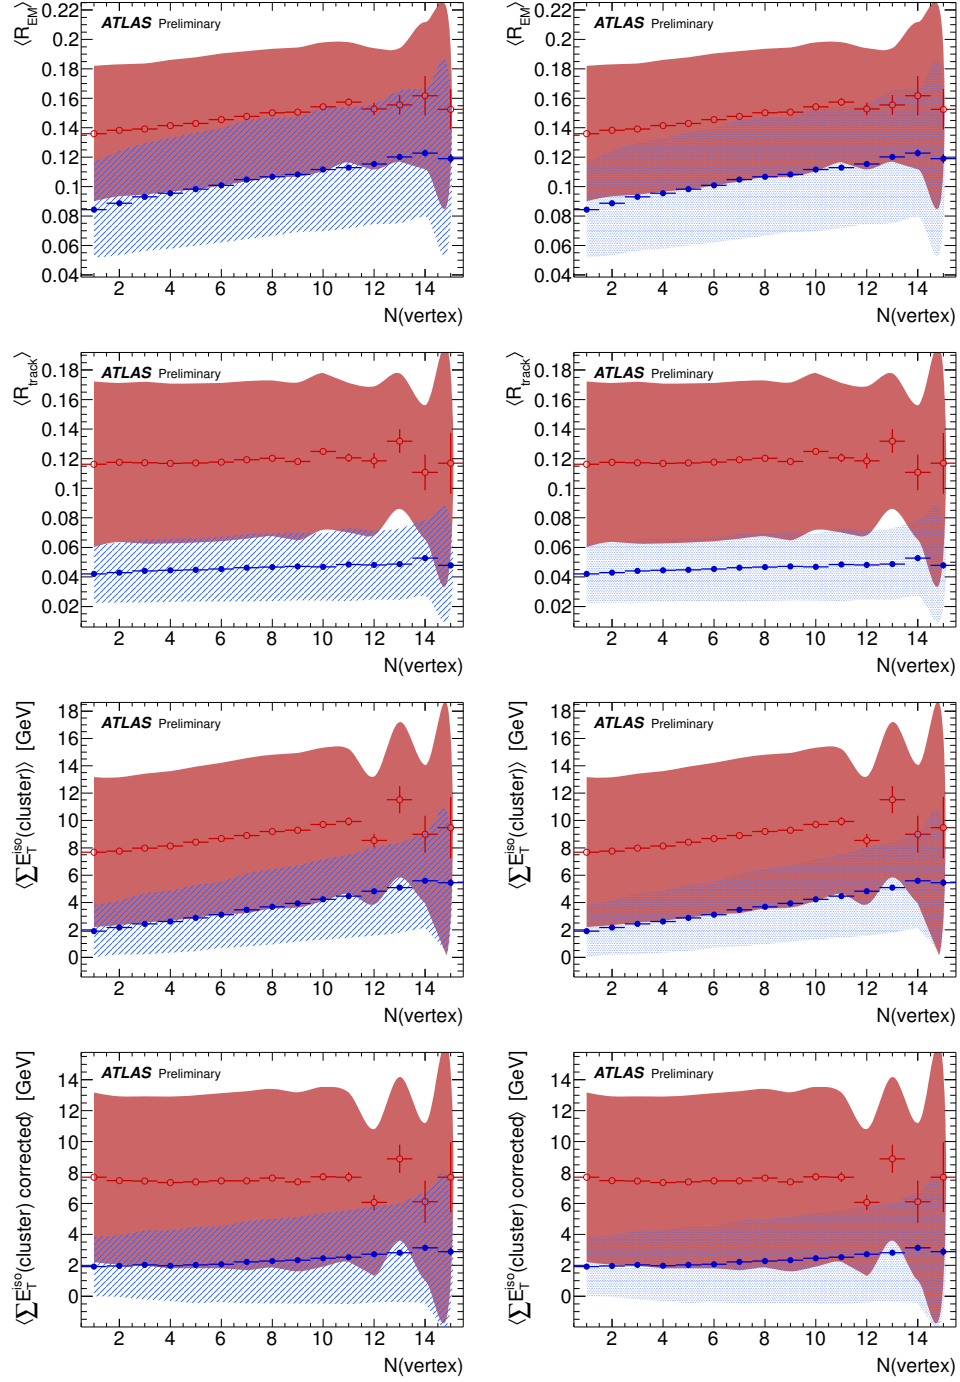 ⟨R_EM⟩
0.22
0.2
0.18
0.16
0.14
0.12
0.1
0.08
0.06
0.04
ATLAS Preliminary
2 4 6 8 10 12 14
N(vertex)
⟨R_EM⟩
0.22
0.2
0.18
0.16
0.14
0.12
0.1
0.08
0.06
0.04
ATLAS Preliminary
2 4 6 8 10 12 14
N(vertex)
⟨R_track⟩
0.18
0.16
0.14
0.12
0.1
0.08
0.06
0.04
0.02
ATLAS Preliminary
2 4 6 8 10 12 14
N(vertex)
⟨R_track⟩
0.18
0.16
0.14
0.12
0.1
0.08
0.06
0.04
0.02
ATLAS Preliminary
2 4 6 8 10 12 14
N(vertex)
⟨∑E_T^iso(cluster)⟩ [GeV]
18
16
14
12
10
8
6
4
2
0
ATLAS Preliminary
2 4 6 8 10 12 14
N(vertex)
⟨∑E_T^iso(cluster)⟩ [GeV]
18
16
14
12
10
8
6
4
2
0
ATLAS Preliminary
2 4 6 8 10 12 14
N(vertex)
⟨∑E_T^iso(cluster) corrected⟩ [GeV]
14
12
10
8
6
4
2
0
ATLAS Preliminary
2 4 6 8 10 12 14
N(vertex)
⟨∑E_T^iso(cluster) corrected⟩ [GeV]
14
12
10
8
6
4
2
0
ATLAS Preliminary
2 4 6 8 10 12 14
N(vertex)